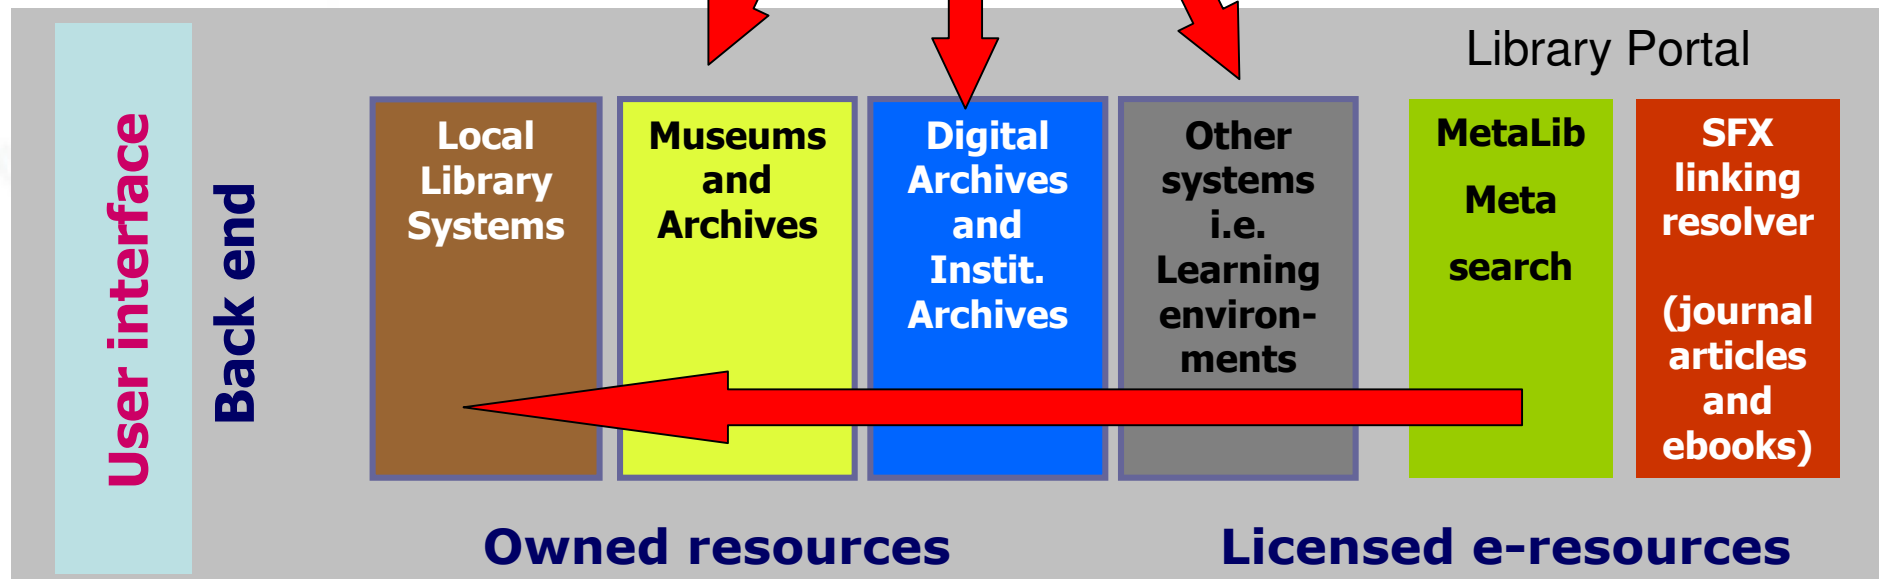 User interface
Back end
Library Portal
Local
Library
Systems
Museums
and
Archives
Digital
Archives
and
Instit.
Archives
Other
systems
i.e.
Learning
environ-
ments
MetaLib
Meta
search
SFX
linking
resolver
(journal
articles
and
ebooks)
Owned resources
Licensed e-resources